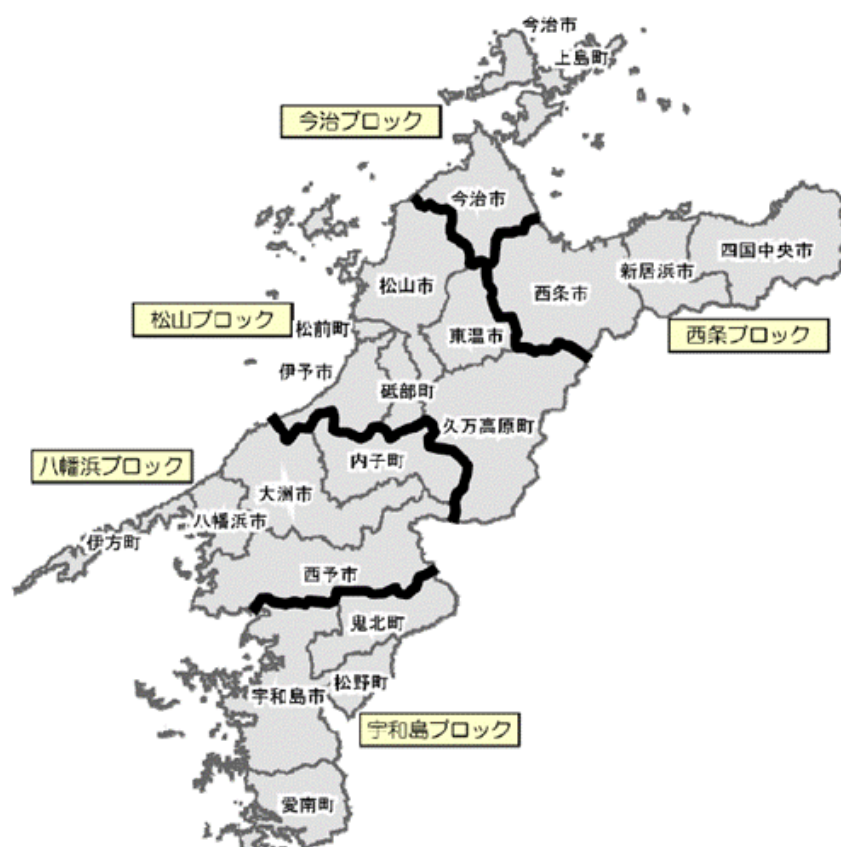 今治市
上島町
今治ブロック
今治市
四国中央市
新居浜市
松山市
西条市
松山ブロック
松前町
東温市
西条ブロック
伊予市
砥部町
久万高原町
八幡浜ブロック
内子町
大洲市
八幡浜市
伊方町
西予市
鬼北町
松野町
宇和島市
宇和島ブロック
愛南町